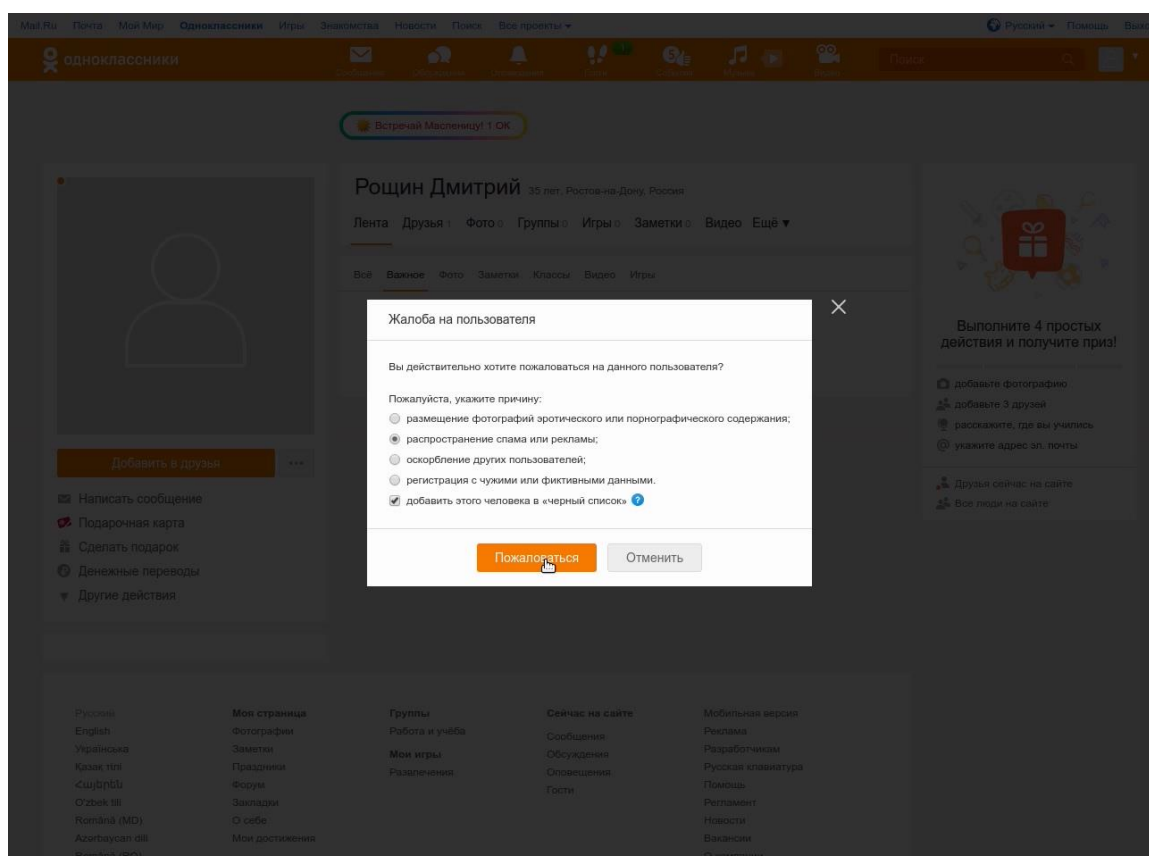 Mail.Ru Почта Мой Мир Одноклассники Игры Знакомства Новости Поиск Все проекты
Русский Помощь
одноклассники
Поиск
Встречай Масленицу! 1 ОК
Рощин Дмитрий 35 лет, Ростов-на-Дону, Россия
Лента Друзья 1 Фото 0 Группы 0 Игры 0 Заметки 0 Видео Ещё ▼
Всё Важное Фото Заметки Классы Видео Игры
Жалоба на пользователя
Вы действительно хотите пожаловаться на данного пользователя?
Пожалуйста, укажите причину:
размещение фотографий эротического или порнографического содержания;
распространение спама или рекламы;
оскорбление других пользователей;
регистрация с чужими или фиктивными данными.
добавить этого человека в «черный список» ?
Пожаловаться Отменить
Выполните 4 простых
действия и получите приз!
добавьте фотографию
добавьте 3 друзей
расскажите, где вы учились
укажите адрес эл. почты
Друзья сейчас на сайте
Все люди на сайте
Добавить в друзья
Написать сообщение
Подарочная карта
Сделать подарок
Денежные переводы
Другие действия
Русский
English
Українська
Қазақ тілі
Հայերեն
O'zbek tili
Română (MD)
Azərbaycan dili
Моя страница
Фотографии
Заметки
Праздники
Форум
Закладки
О себе
Мои достижения
Группы
Работа и учёба
Мои игры
Развлечения
Сейчас на сайте
Сообщения
Обсуждения
Оповещения
Гости
Мобильная версия
Реклама
Разработчикам
Русская клавиатура
Помощь
Регламент
Новости
Вакансии